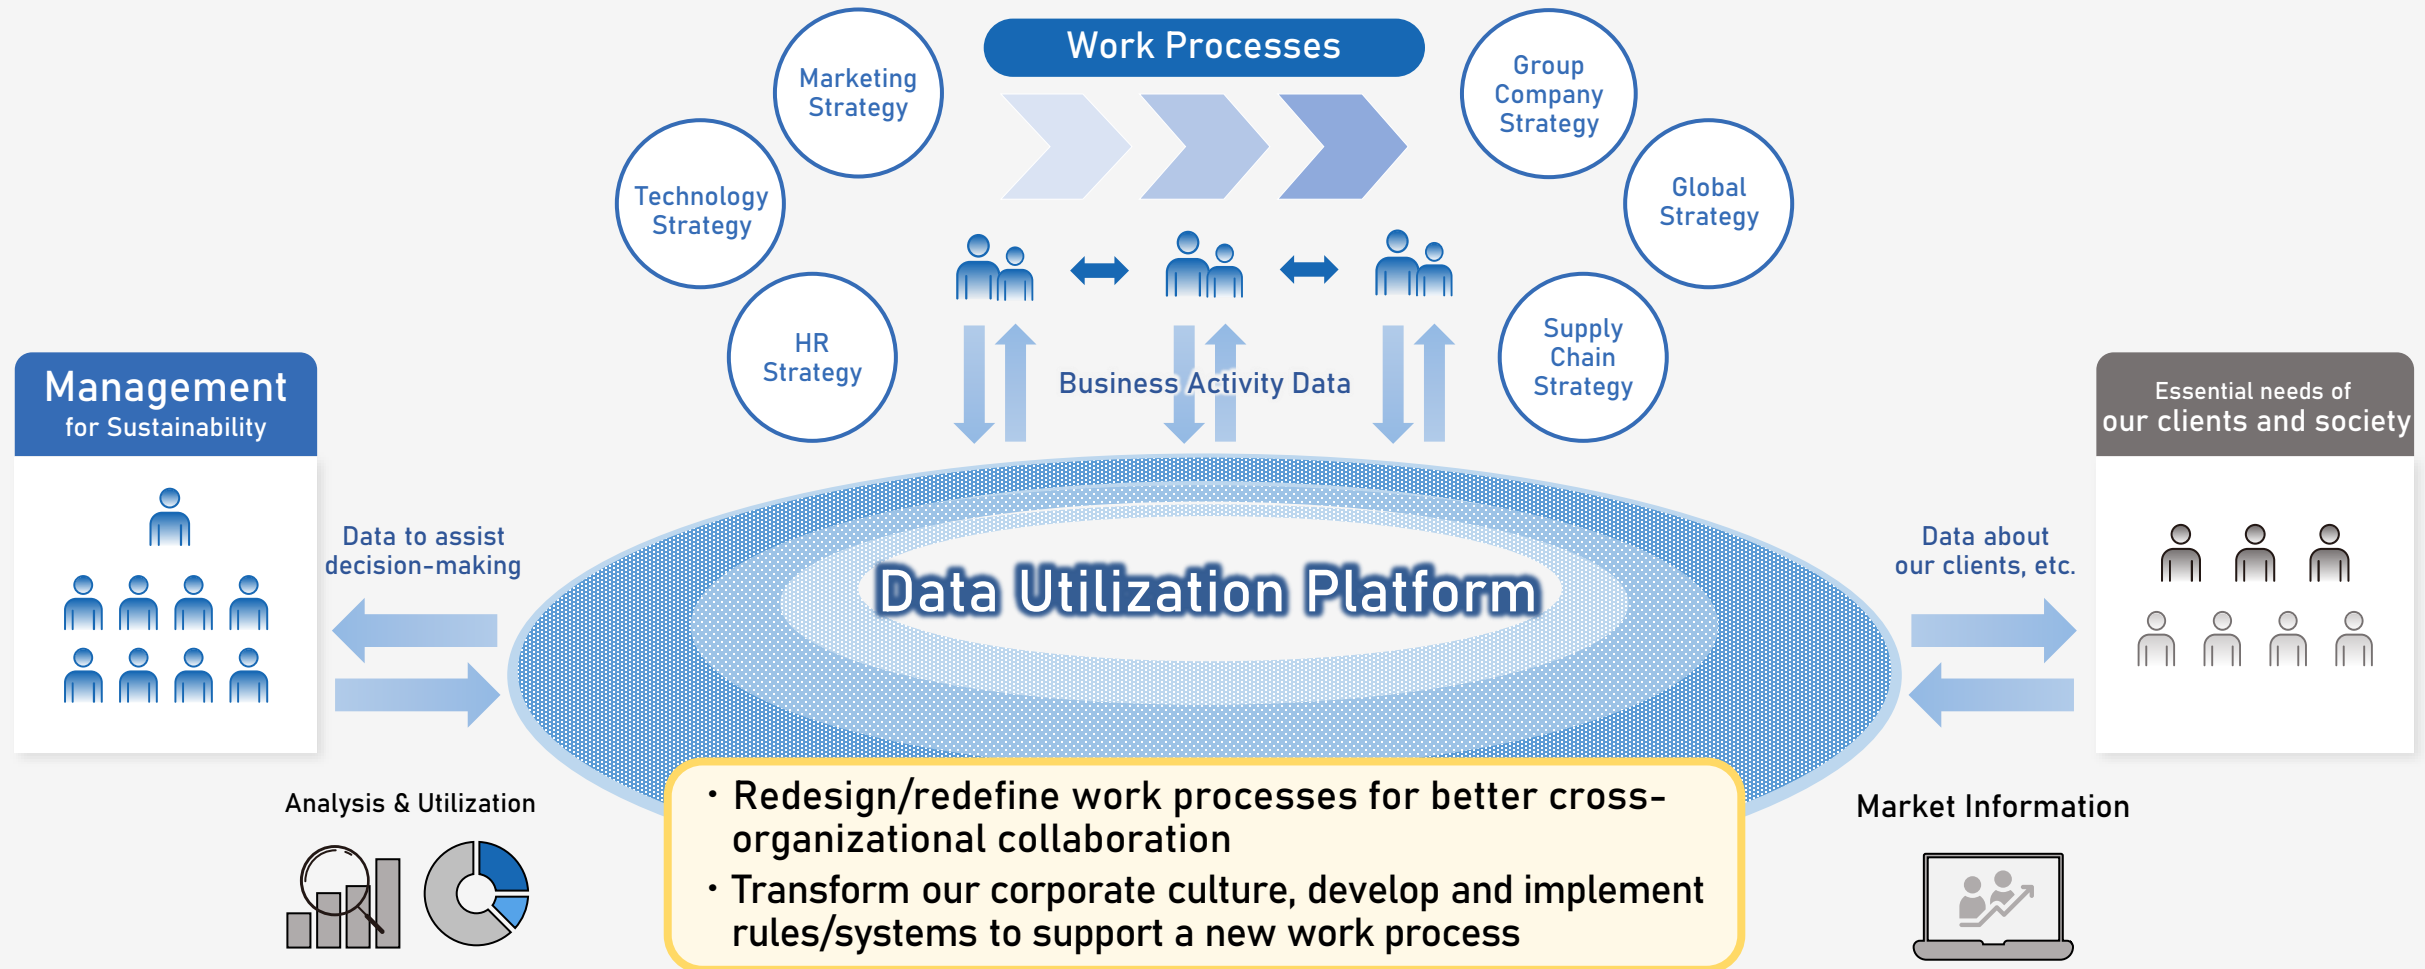 Work Processes
Marketing
Strategy
Group
Company
Strategy
Technology
Strategy
Global
Strategy
HR
Strategy
Supply
Chain
Strategy
Business Activity Data
Management
for Sustainability
Essential needs of
our clients and society
Data to assist
decision-making
Data about
our clients, etc.
Data Utilization Platform
Analysis & Utilization
Market Information
・Redesign/redefine work processes for better cross-
organizational collaboration
・Transform our corporate culture, develop and implement
rules/systems to support a new work process